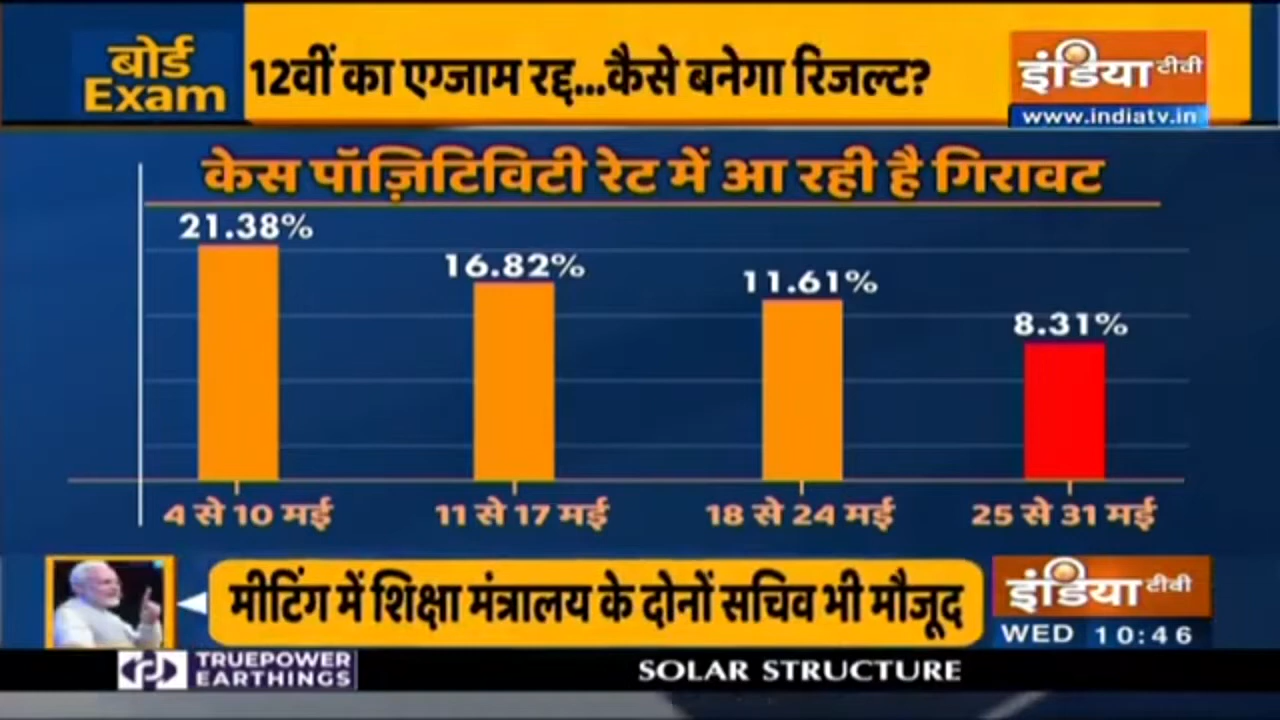 बोर्ड
Exam
12वीं का एग्जाम रद्द...कैसे बनेगा रिजल्ट?
इंडिया टीवी
www.indiatv.in
केस पॉज़िटिविटी रेट में आ रही है गिरावट
21.38%
16.82%
11.61%
8.31%
4 से 10 मई
11 से 17 मई
18 से 24 मई
25 से 31 मई
मीटिंग में शिक्षा मंत्रालय के दोनों सचिव भी मौजूद
इंडिया टीवी
WED 10:46
TRUEPOWER
EARTHINGS
SOLAR STRUCTURE